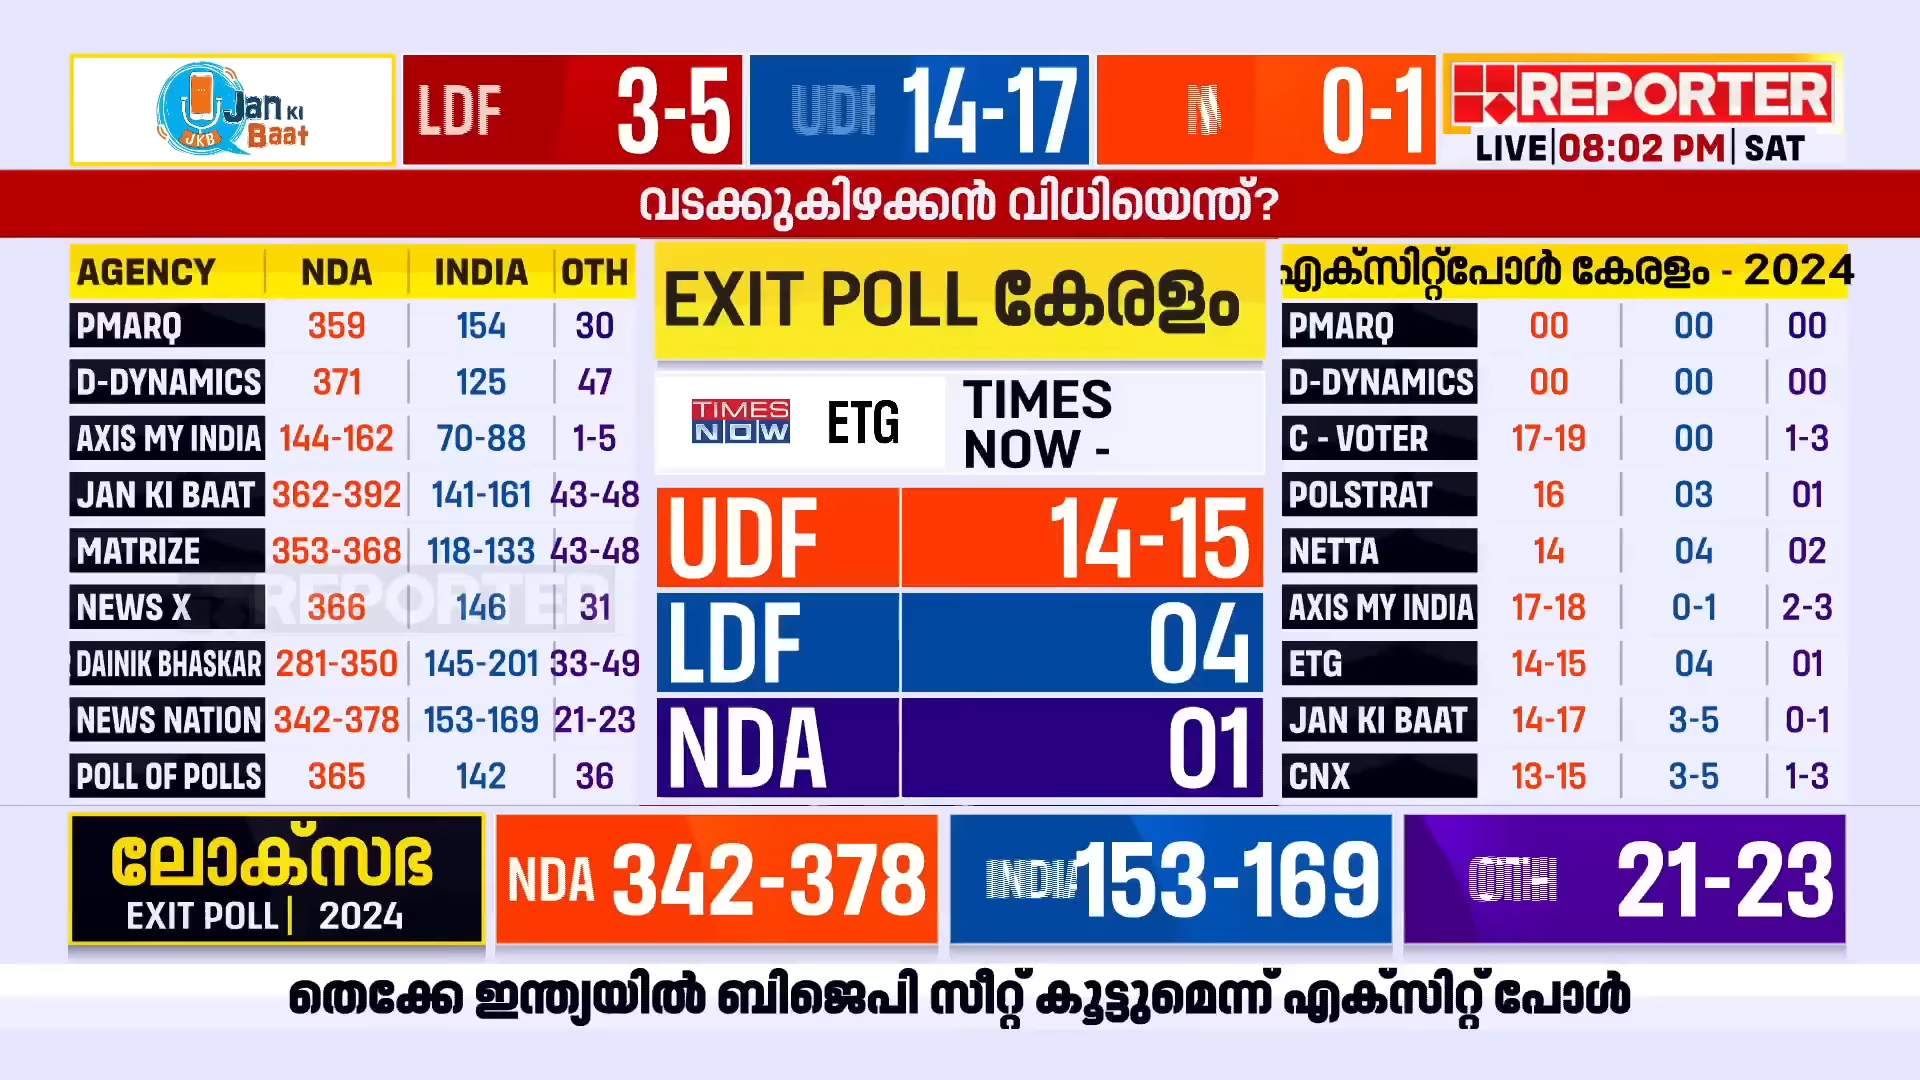 Jan KI
Baat
JKB
LDF 3-5
UDF 14-17
0-1
REPORTER
LIVE 08:02 PM SAT
വടക്കുകിഴക്കൻ വിധിയെന്ത്?
AGENCY NDA INDIA OTH
PMARQ 359 154 30
D-DYNAMICS 371 125 47
AXIS MY INDIA 144-162 70-88 1-5
JAN KI BAAT 362-392 141-161 43-48
MATRIZE 353-368 118-133 43-48
NEWS X 366 146 31
DAINIK BHASKAR 281-350 145-201 33-49
NEWS NATION 342-378 153-169 21-23
POLL OF POLLS 365 142 36
REPORTER
EXIT POLL കേരളം
TIMES NOW ETG
TIMES
NOW -
UDF 14-15
LDF 04
NDA 01
എക്സിറ്റ്പോൾ കേരളം - 2024
PMARQ 00 00 00
D-DYNAMICS 00 00 00
C - VOTER 17-19 00 1-3
POLSTRAT 16 03 01
NETTA 14 04 02
AXIS MY INDIA 17-18 0-1 2-3
ETG 14-15 04 01
JAN KI BAAT 14-17 3-5 0-1
CNX 13-15 3-5 1-3
ലോക്സഭ
EXIT POLL 2024
NDA 342-378
INDIA 153-169
OTH 21-23
തെക്കേ ഇന്ത്യയിൽ ബിജെപി സീറ്റ് കൂട്ടുമെന്ന് എക്സിറ്റ് പോൾ